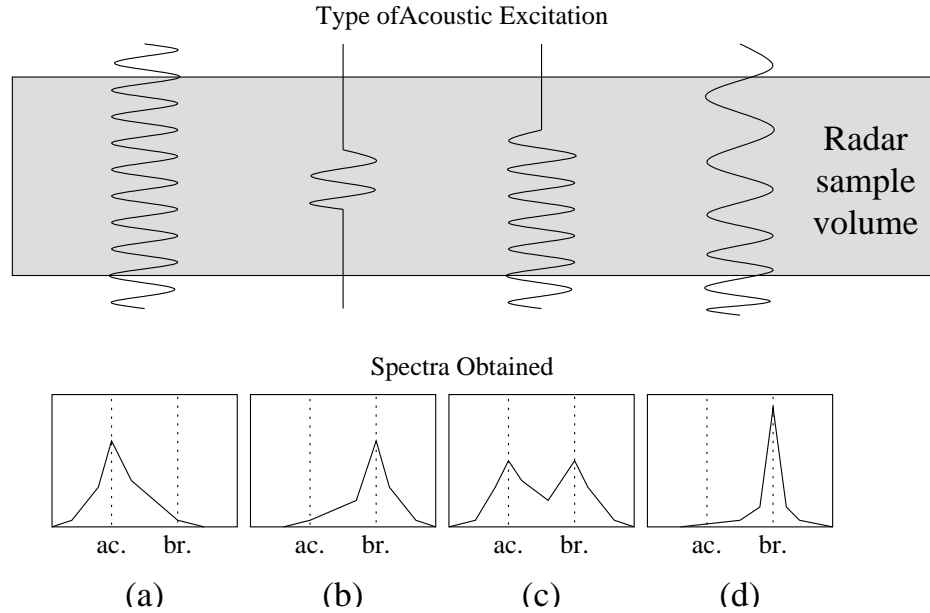 Type ofAcoustic Excitation
Radar
sample
volume
Spectra Obtained
ac. br. ac. br. ac. br. ac. br.
(a) (b) (c) (d)